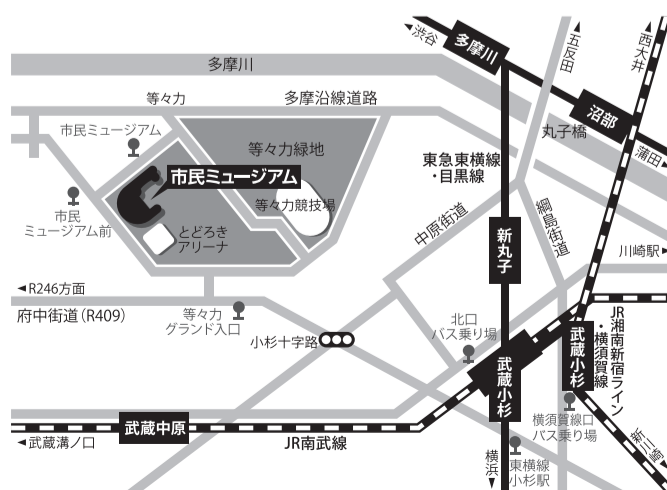 渋谷
多摩川
五反田
西大井
多摩川
等々力
多摩沿線道路
沼部
丸子橋
蒲田
市民ミュージアム
等々力緑地
東急東横線
・目黒線
市民ミュージアム
等々力競技場
市民
ミュージアム前
とどろき
アリーナ
中原街道
綱島街道
新丸子
川崎駅
R246方面
府中街道(R409)
等々力
グランド入口
小杉十字路
北口
バス乗り場
武蔵小杉
武蔵小杉
JR湘南新宿ライン
・横須賀線
武蔵中原
武蔵溝ノ口
JR南武線
横須賀線口
バス乗り場
新川崎
横浜
東横線
小杉駅